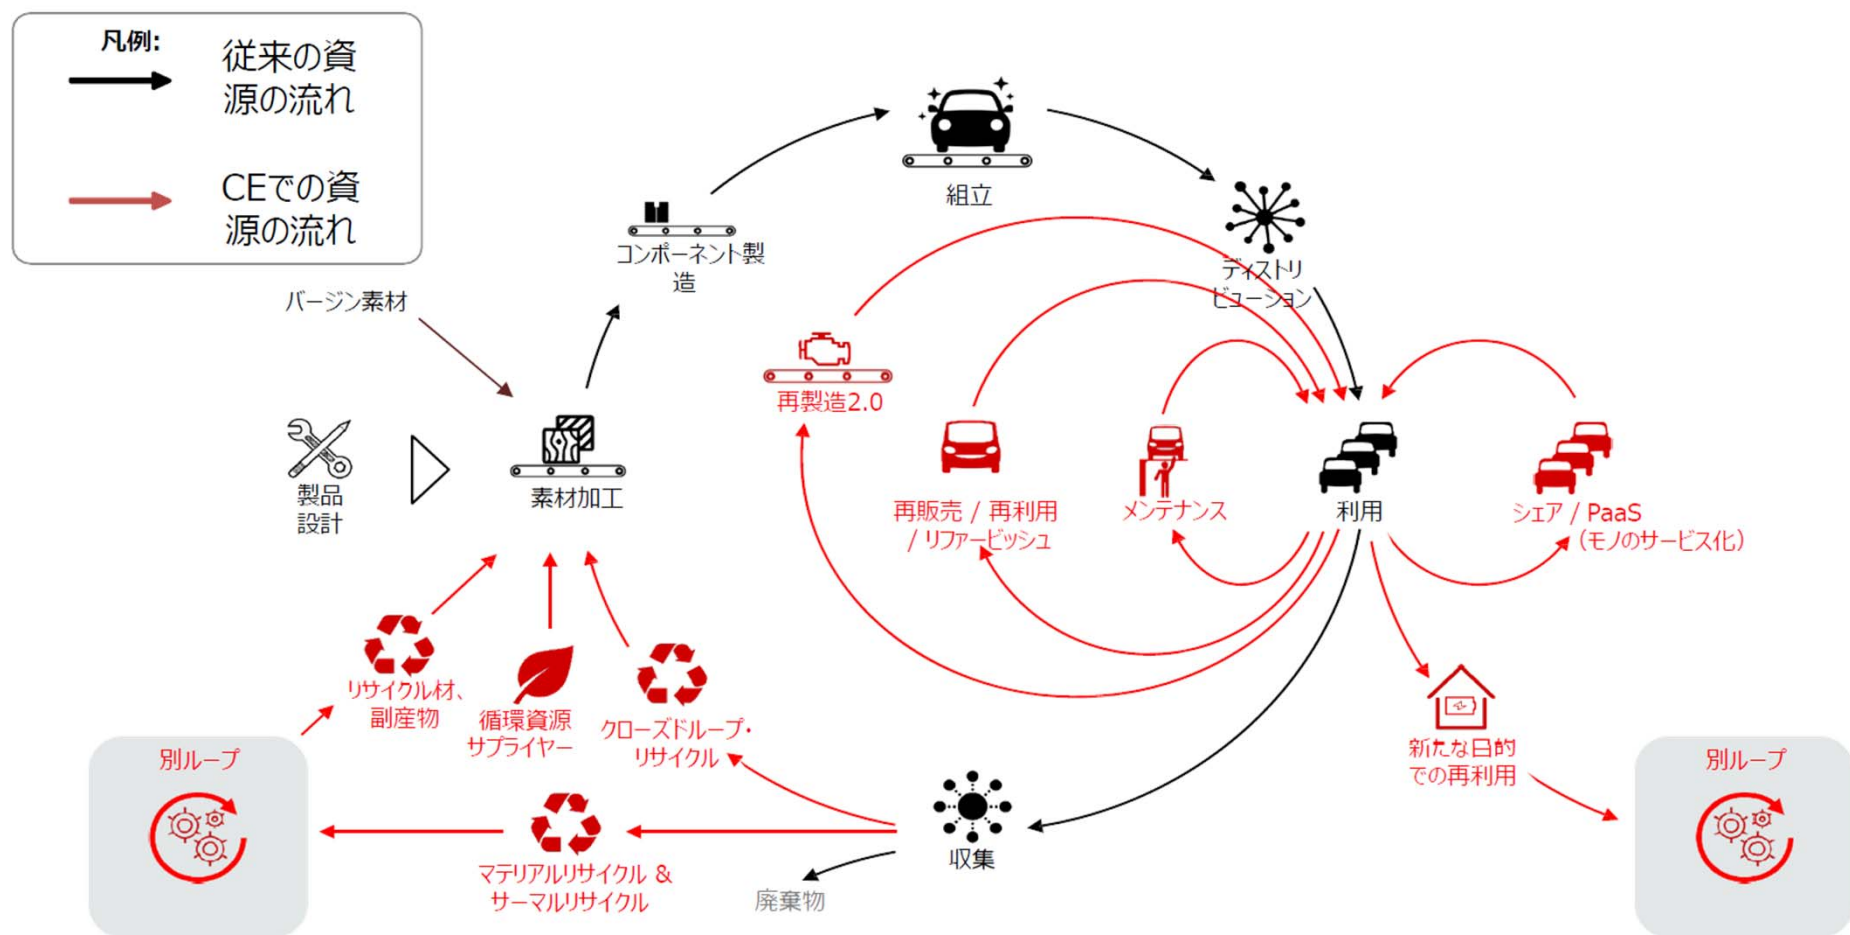 凡例:
従来の資
源の流れ
CEでの資
源の流れ
組立
コンポーネント製
造
ディストリ
ビューション
バージン素材
再製造2.0
製品
設計
素材加工
再販売 / 再利用
/ リファービッシュ
メンテナンス
利用
シェア / PaaS
（モノのサービス化）
リサイクル材、
副産物
循環資源
サプライヤー
クローズドループ・
リサイクル
新たな目的
での再利用
別ループ
別ループ
収集
マテリアルリサイクル &
サーマルリサイクル
廃棄物